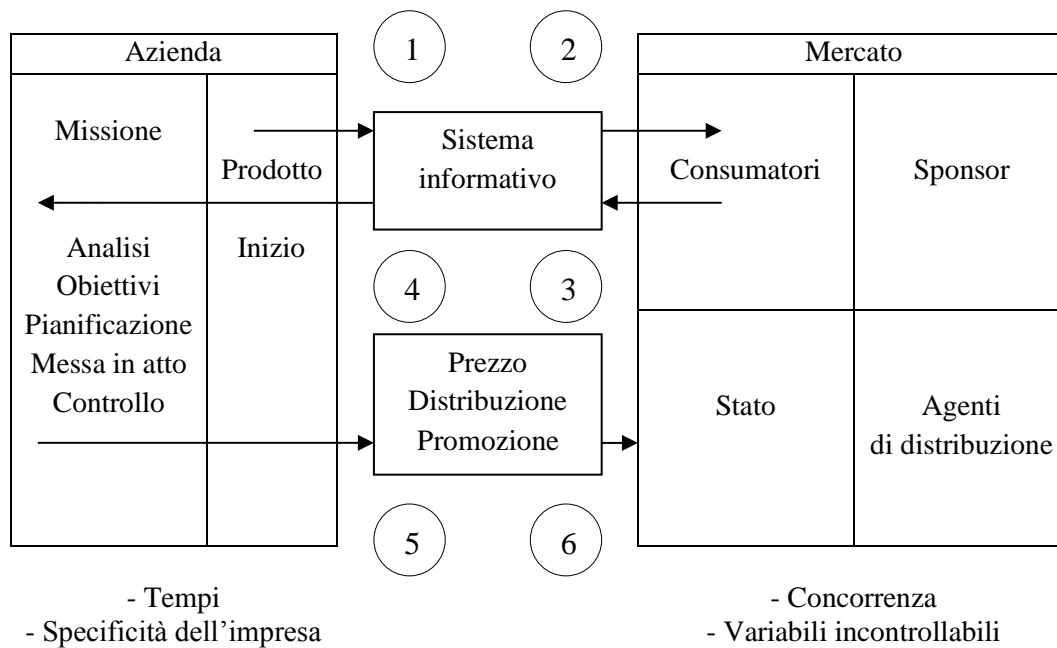 Azienda
1
2
Mercato
Missione
Prodotto
Sistema
informativo
Consumatori
Sponsor
Analisi
Obiettivi
Pianificazione
Messa in atto
Controllo
Inizio
4
3
Prezzo
Distribuzione
Promozione
Stato
Agenti
di distribuzione
5
6
- Tempi
- Specificità dell’impresa
- Concorrenza
- Variabili incontrollabili